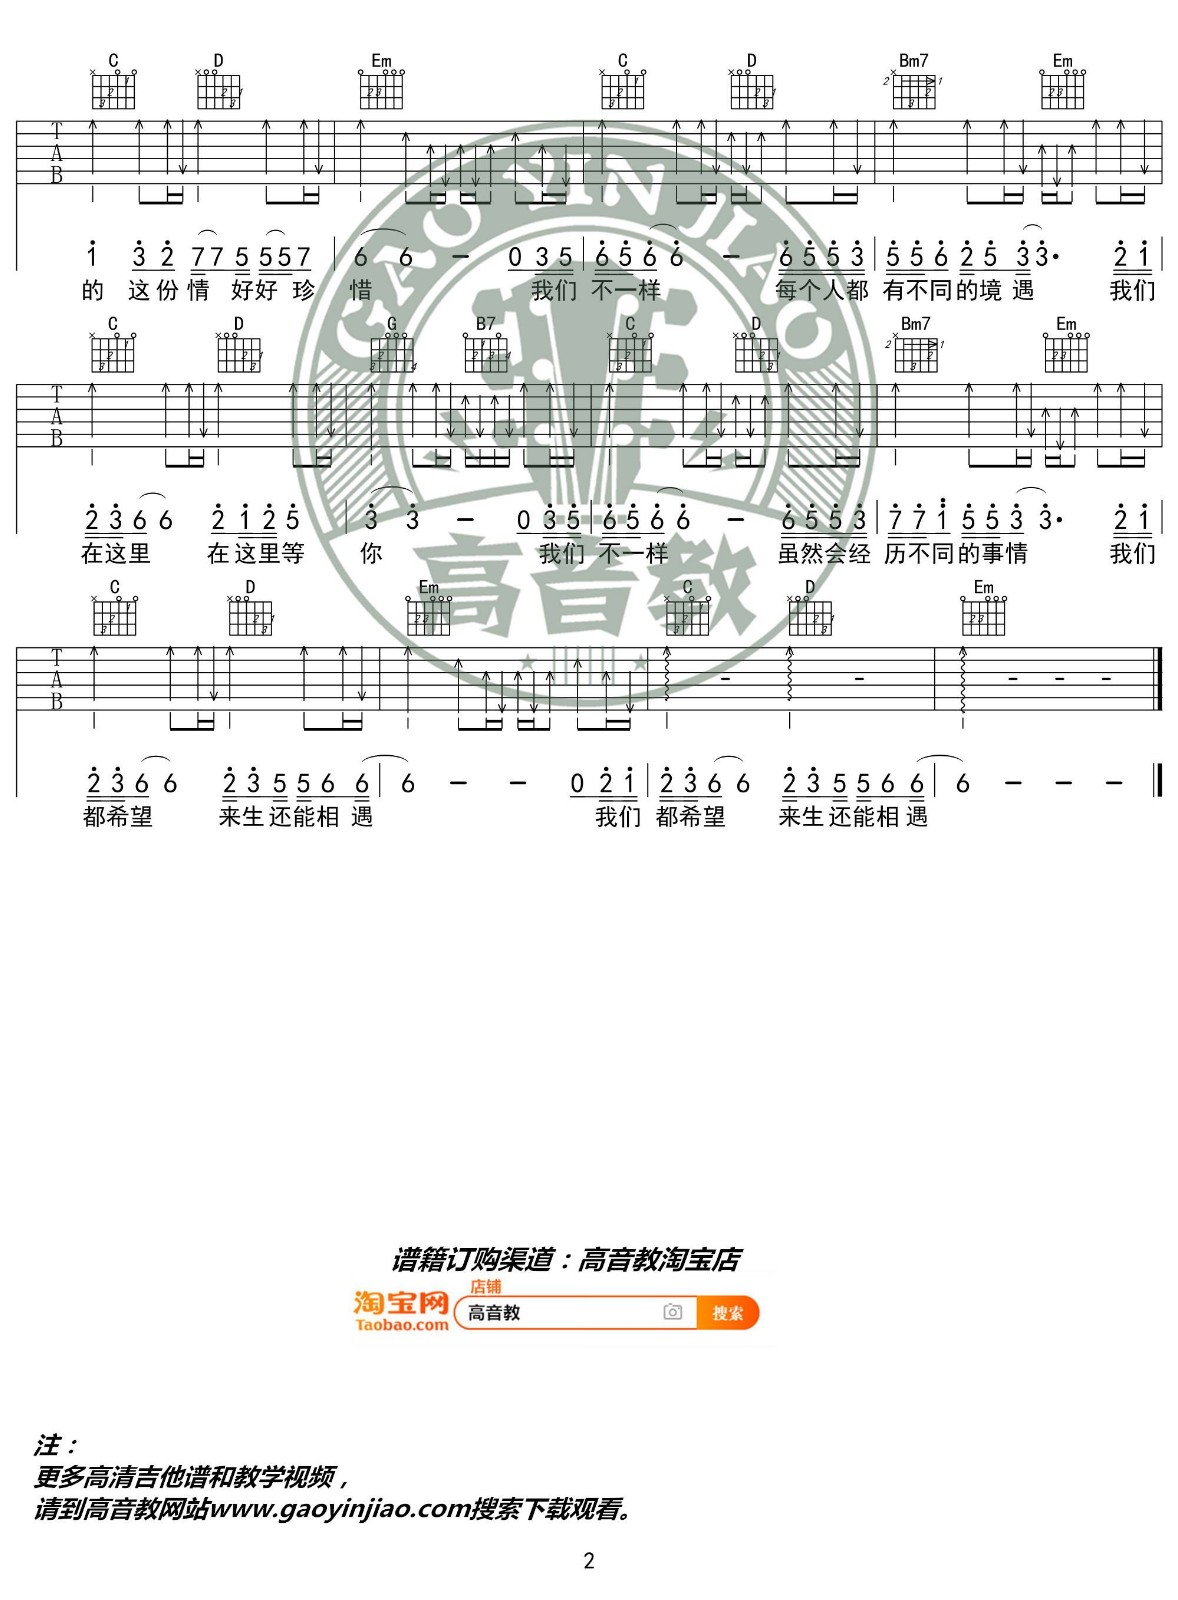 C D Em C D Bm7 Em
T A B
1 3 2 7 7 5 5 5 7 6 6 - 0 3 5 6 5 6 6 - 6 5 5 3 5 5 6 2 5 3 3· 2 1
的 这份情 好好 珍 惜 我们 不一样 每个人都 有不同的境 遇 我们
C D G B7 C D Bm7 Em
T A B
2 3 6 6 2 1 2 5 3 3 - 0 3 5 6 5 6 6 - 6 5 5 3 7 7 1 5 5 3 3· 2 1
在这里 在这里等 你 我们 不一样 虽然会经 历不同的事情 我们
C D Em C D Em
T A B
2 3 6 6 2 3 5 5 6 6 6 - - 0 2 1 2 3 6 6 2 3 5 5 6 6 6 - - -
都希望 来生还能相 遇 我们 都希望 来生还能相 遇
GAO YIN JIAO
高音教
谱籍订购渠道：高音教淘宝店
店铺
淘宝网 高音教 搜索
Taobao.com
注：
更多高清吉他谱和教学视频，
请到高音教网站www.gaoyinjiao.com搜索下载观看。
2